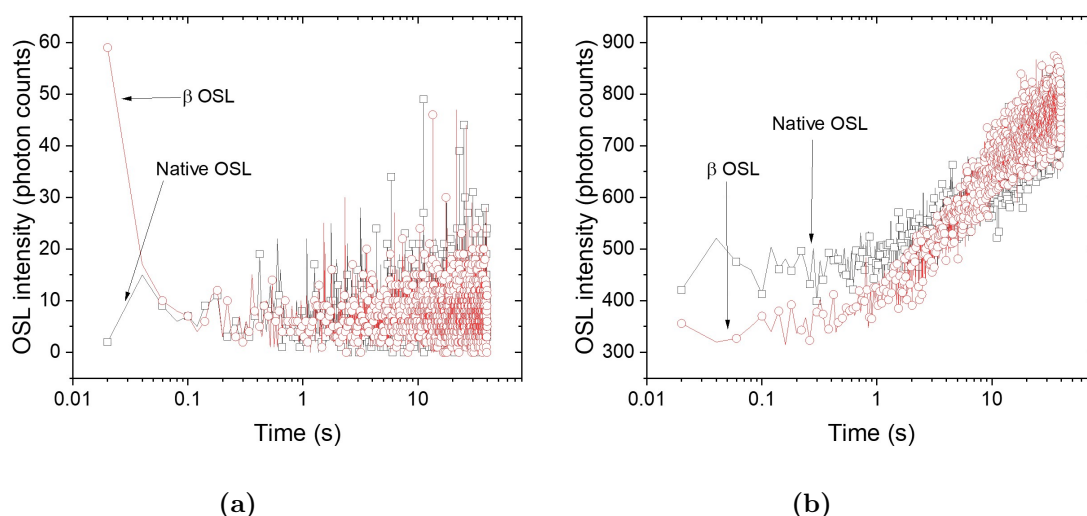 60
50
40
30
20
10
0
OSL intensity (photon counts)
β OSL
Native OSL
0.01
0.1
1
10
Time (s)
(a)
900
800
700
600
500
400
300
OSL intensity (photon counts)
Native OSL
β OSL
0.01
0.1
1
10
Time (s)
(b)